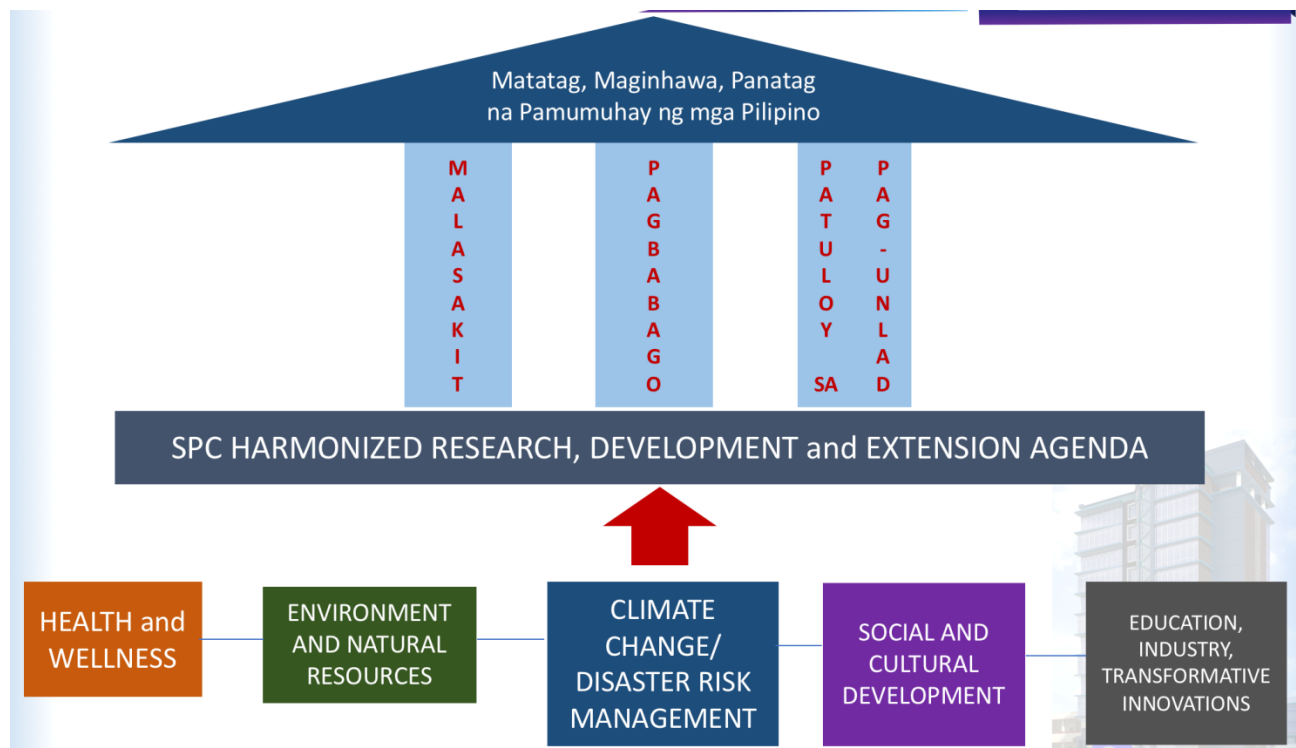 Matatag, Maginhawa, Panatag
na Pamumuhay ng mga Pilipino
MALASAKIT
PAGBABAGO
PATULOY SA
PAG-UNLAD
SPC HARMONIZED RESEARCH, DEVELOPMENT and EXTENSION AGENDA
HEALTH and
WELLNESS
ENVIRONMENT
AND NATURAL
RESOURCES
CLIMATE
CHANGE/
DISASTER RISK
MANAGEMENT
SOCIAL AND
CULTURAL
DEVELOPMENT
EDUCATION,
INDUSTRY,
TRANSFORMATIVE
INNOVATIONS